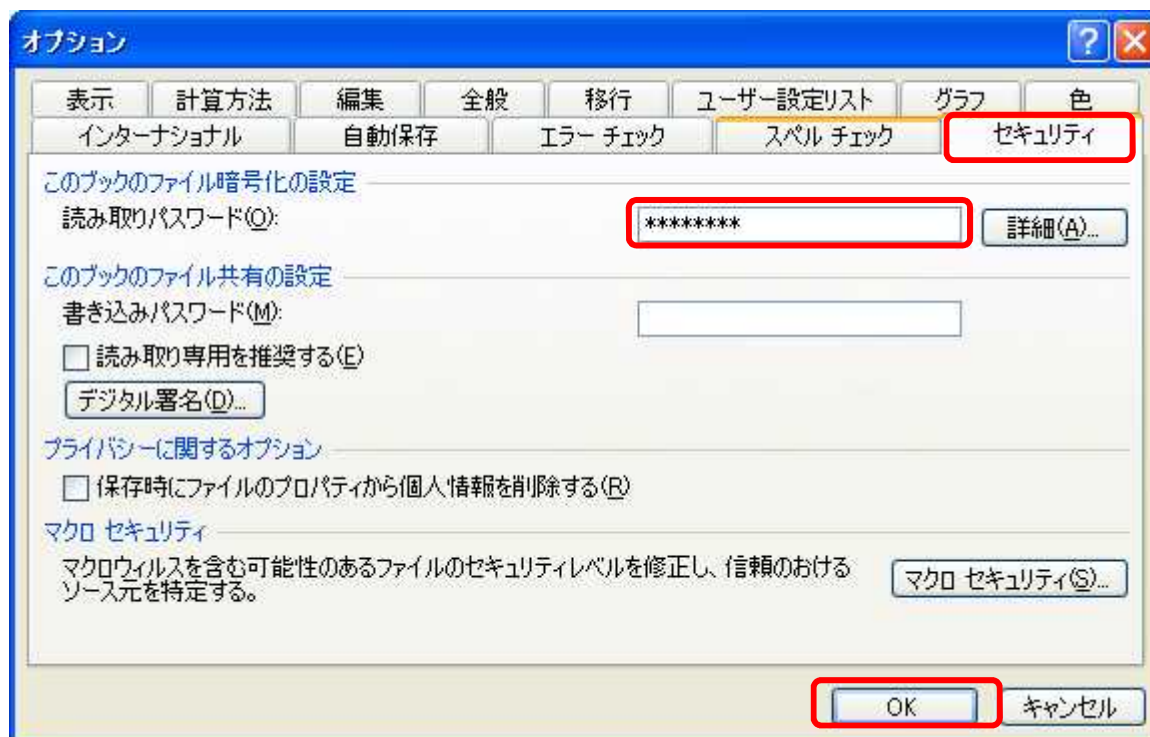 オプション
表示 計算方法 編集 全般 移行 ユーザー設定リスト グラフ 色
インターナショナル 自動保存 エラー チェック スペル チェック セキュリティ
このブックのファイル暗号化の設定
読み取りパスワード(O): ******** 詳細(A)...
このブックのファイル共有の設定
書き込みパスワード(M):
読み取り専用を推奨する(E)
デジタル署名(D)...
プライバシーに関するオプション
保存時にファイルのプロパティから個人情報を削除する(R)
マクロ セキュリティ
マクロウィルスを含む可能性のあるファイルのセキュリティレベルを修正し、信頼のおける
ソース元を特定する。
マクロ セキュリティ(S)...
OK キャンセル